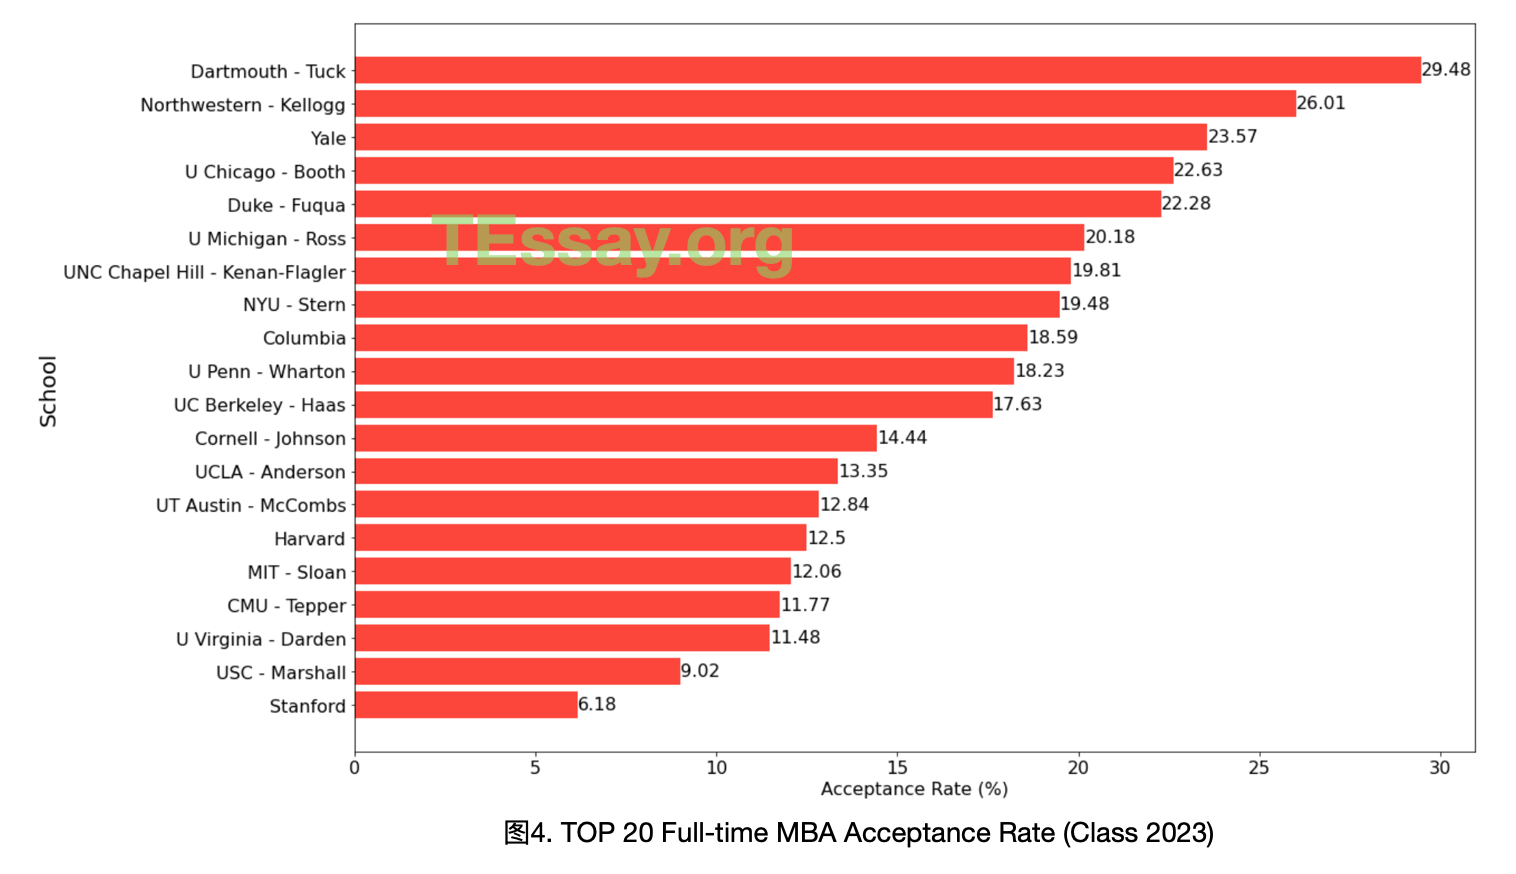 Dartmouth - Tuck 29.48
Northwestern - Kellogg 26.01
Yale 23.57
U Chicago - Booth 22.63
Duke - Fuqua 22.28
TEssay.org
U Michigan - Ross 20.18
UNC Chapel Hill - Kenan-Flagler 19.81
NYU - Stern 19.48
Columbia 18.59
U Penn - Wharton 18.23
School
UC Berkeley - Haas 17.63
Cornell - Johnson 14.44
UCLA - Anderson 13.35
UT Austin - McCombs 12.84
Harvard 12.5
MIT - Sloan 12.06
CMU - Tepper 11.77
U Virginia - Darden 11.48
USC - Marshall 9.02
Stanford 6.18
0 5 10 15 20 25 30
Acceptance Rate (%)
图4. TOP 20 Full-time MBA Acceptance Rate (Class 2023)